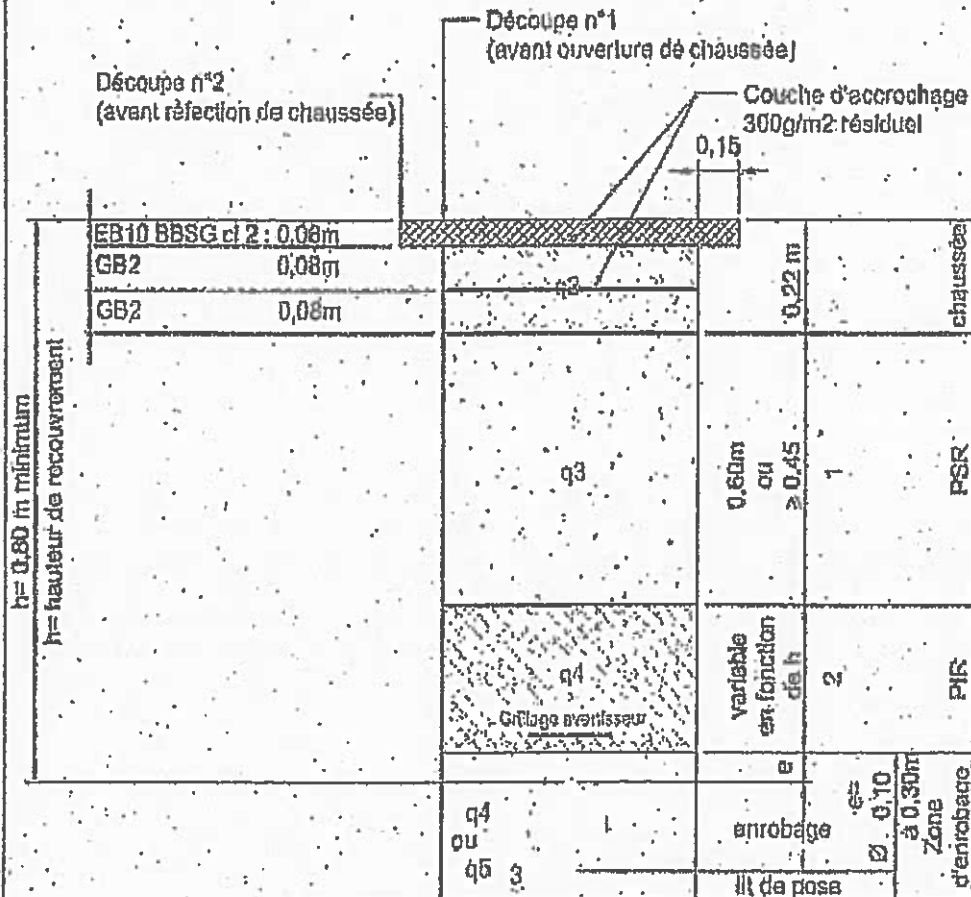 Découpe n°1
(avant ouverture de chaussée)
Découpe n°2
(avant réfection de chaussée)
Couche d'accrochage
300g/m2 résiduel
0,15
EB10 BBSG cl 2 : 0.06m
GB2 0,08m
GB2 0,08m
q3
0,22 m
chaussée
h= 0,80 m minimum
h= hauteur de recouvrement
q3
0.60m
ou
≥ 0,45
1
PSR
q4
Grillage avertisseur
variable
en fonction
de h
2
PIR
e
q4
ou
q5
3
enrobage
lit de pose
Ø
e=
0,10
à 0,30m
Zone
d'enrobage